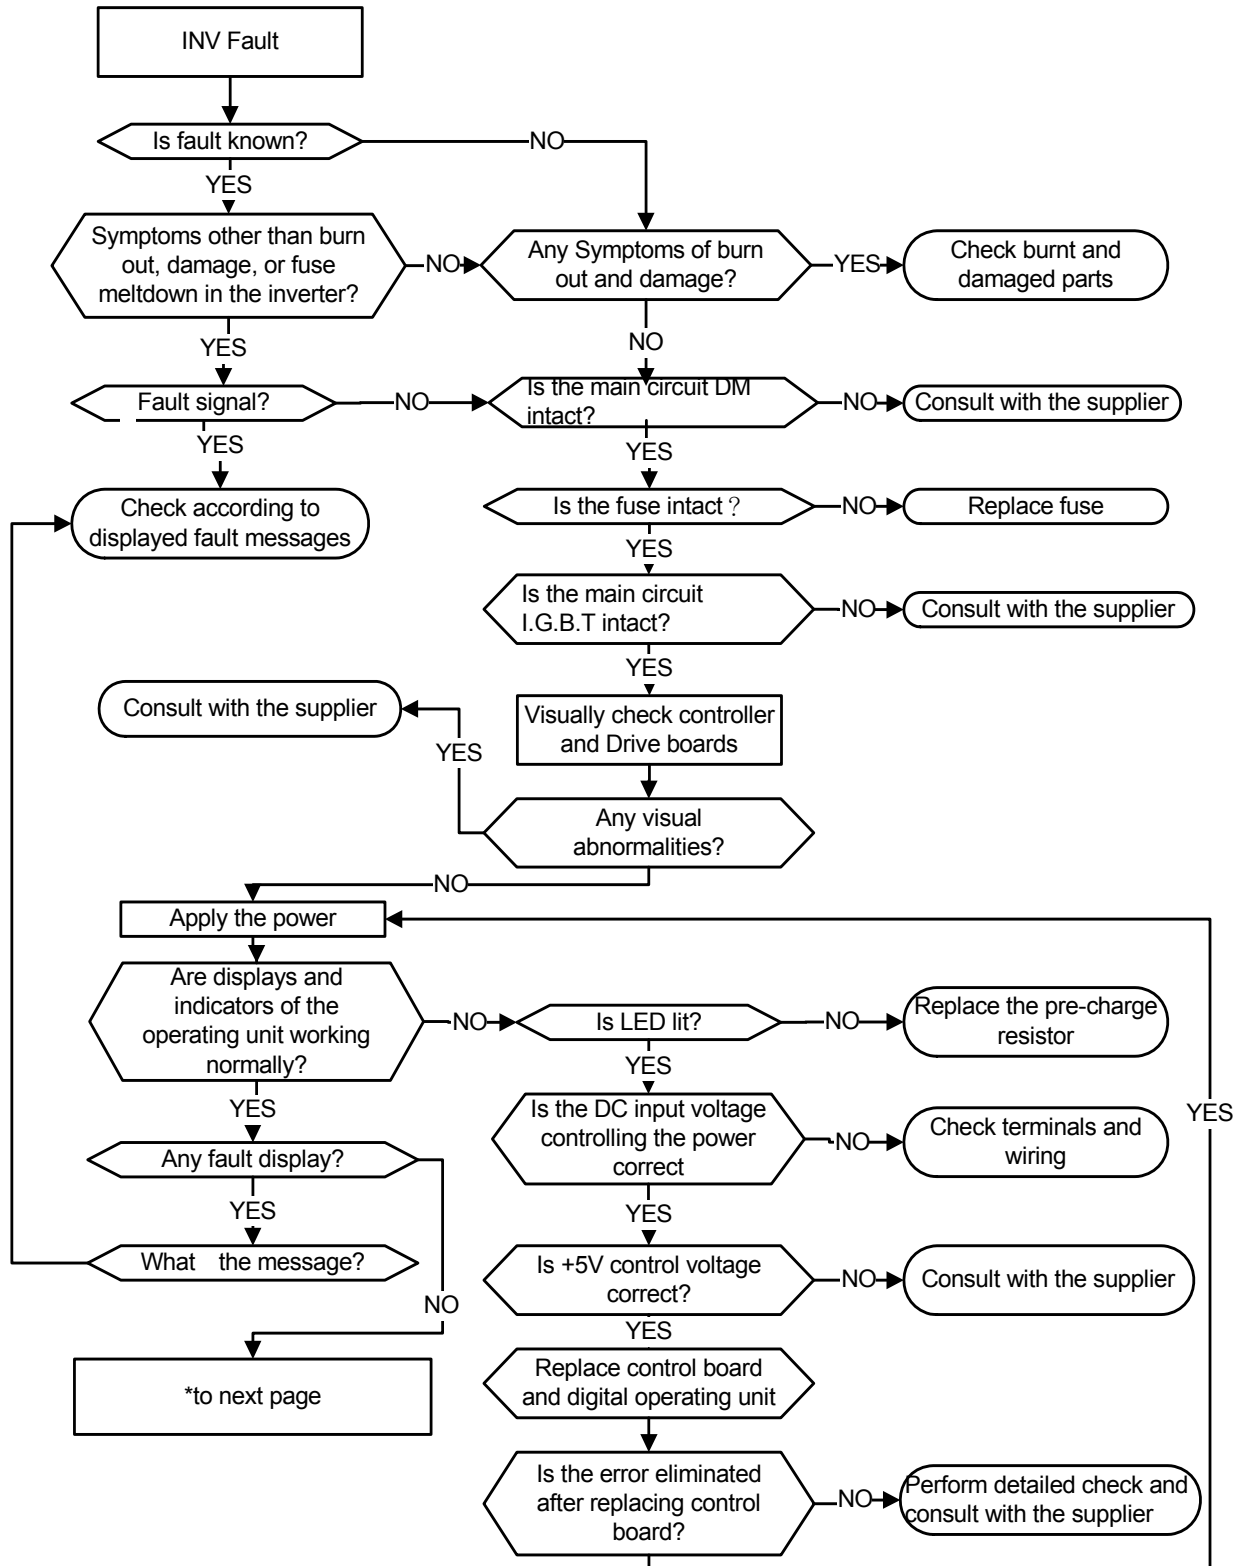 INV Fault
Is fault known?
NO
YES
Symptoms other than burn
out, damage, or fuse
meltdown in the inverter?
NO
Any Symptoms of burn
out and damage?
YES
Check burnt and
damaged parts
YES
NO
Fault signal?
NO
Is the main circuit DM
intact?
NO
Consult with the supplier
YES
YES
Check according to
displayed fault messages
Is the fuse intact？
NO
Replace fuse
YES
Is the main circuit
I.G.B.T intact?
NO
Consult with the supplier
YES
Consult with the supplier
Visually check controller
and Drive boards
YES
Any visual
abnormalities?
NO
Apply the power
Are displays and
indicators of the
operating unit working
normally?
NO
Is LED lit?
NO
Replace the pre-charge
resistor
YES
YES
Is the DC input voltage
controlling the power
correct
NO
Check terminals and
wiring
YES
Any fault display?
YES
YES
What the message?
Is +5V control voltage
correct?
NO
Consult with the supplier
NO
YES
*to next page
Replace control board
and digital operating unit
Is the error eliminated
after replacing control
board?
NO
Perform detailed check and
consult with the supplier